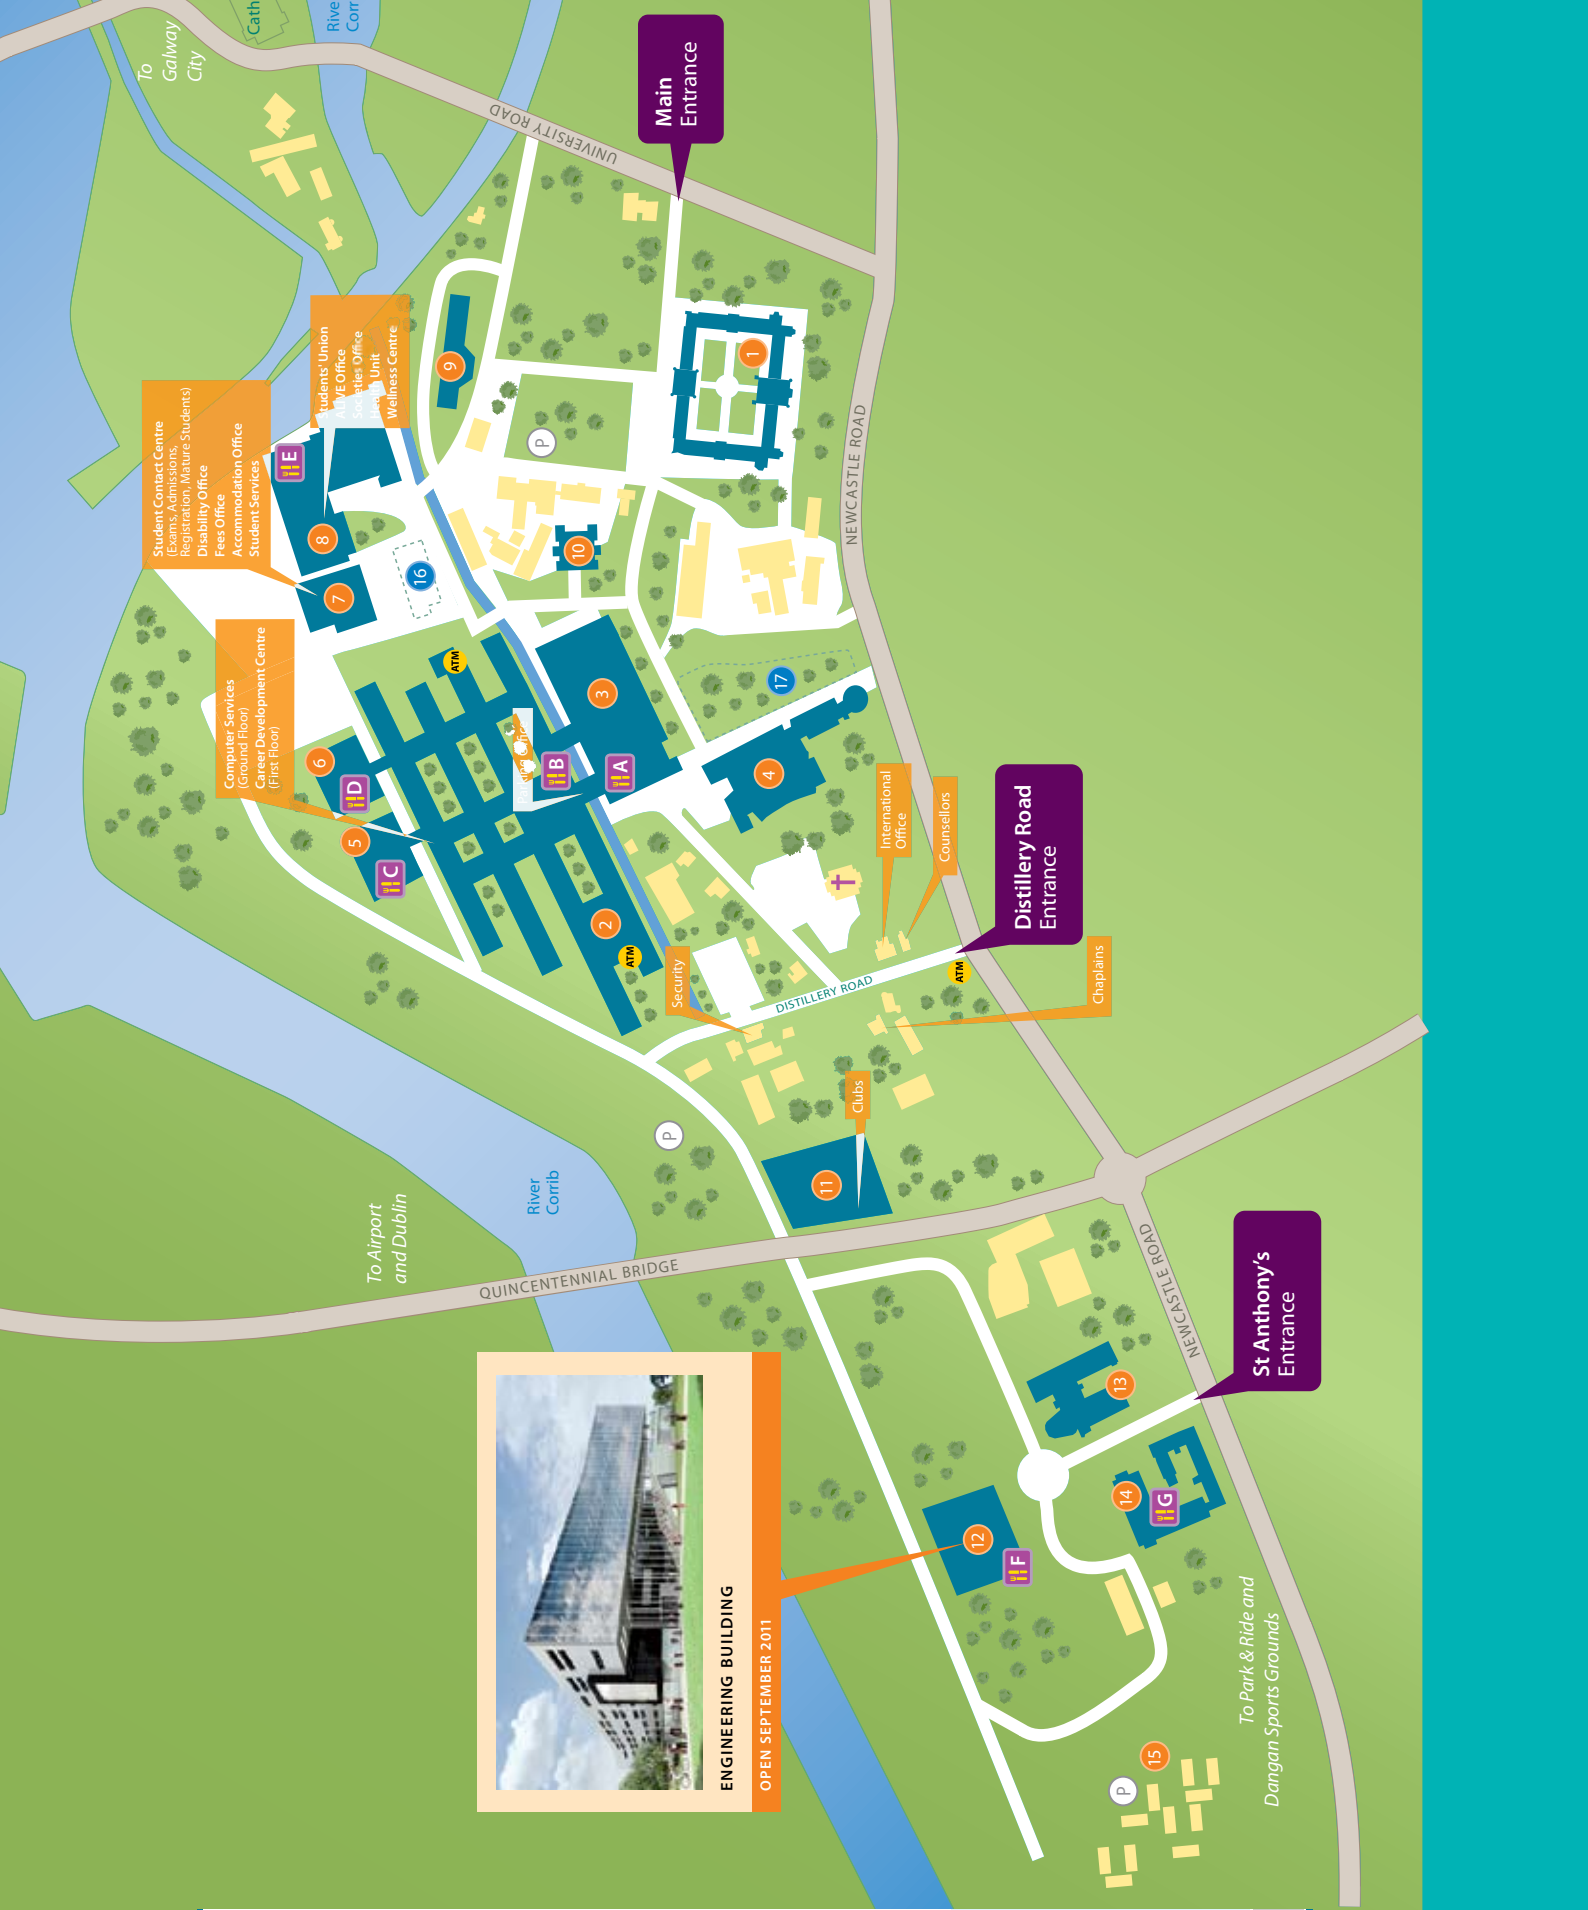 To
Galway
City
Cath
Rive
Corr
UNIVERSITY ROAD
Main
Entrance
Students' Union
ALIVE Office
Societies Office
Health Unit
Wellness Centre
Student Contact Centre
(Exams, Admissions,
Registration, Mature Students)
Disability Office
Fees Office
Accommodation Office
Student Services
Computer Services
(Ground Floor)
Career Development Centre
(First Floor)
E
8
7
16
9
P
10
1
NEWCASTLE ROAD
ATM
3
17
6
D
5
C
B
A
4
2
ATM
International
Office
Counsellors
Distillery Road
Entrance
Security
DISTILLERY ROAD
ATM
Chaplains
Clubs
P
11
River
Corrib
To Airport
and Dublin
QUINCENTENNIAL BRIDGE
NEWCASTLE ROAD
St Anthony's
Entrance
13
14
G
12
F
ENGINEERING BUILDING
OPEN SEPTEMBER 2011
To Park & Ride and
Dangan Sports Grounds
15
P